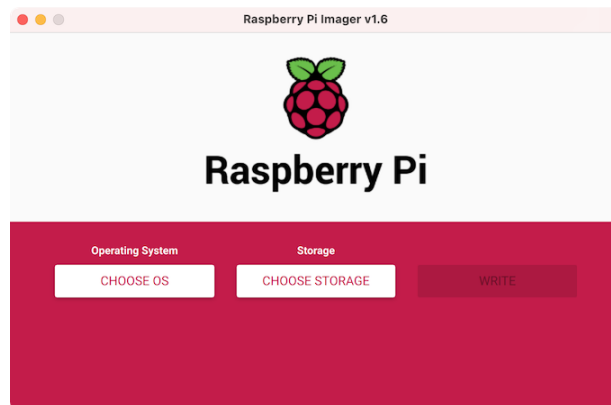 Raspberry Pi Imager v1.6
Raspberry Pi
Operating System
Storage
CHOOSE OS
CHOOSE STORAGE
WRITE